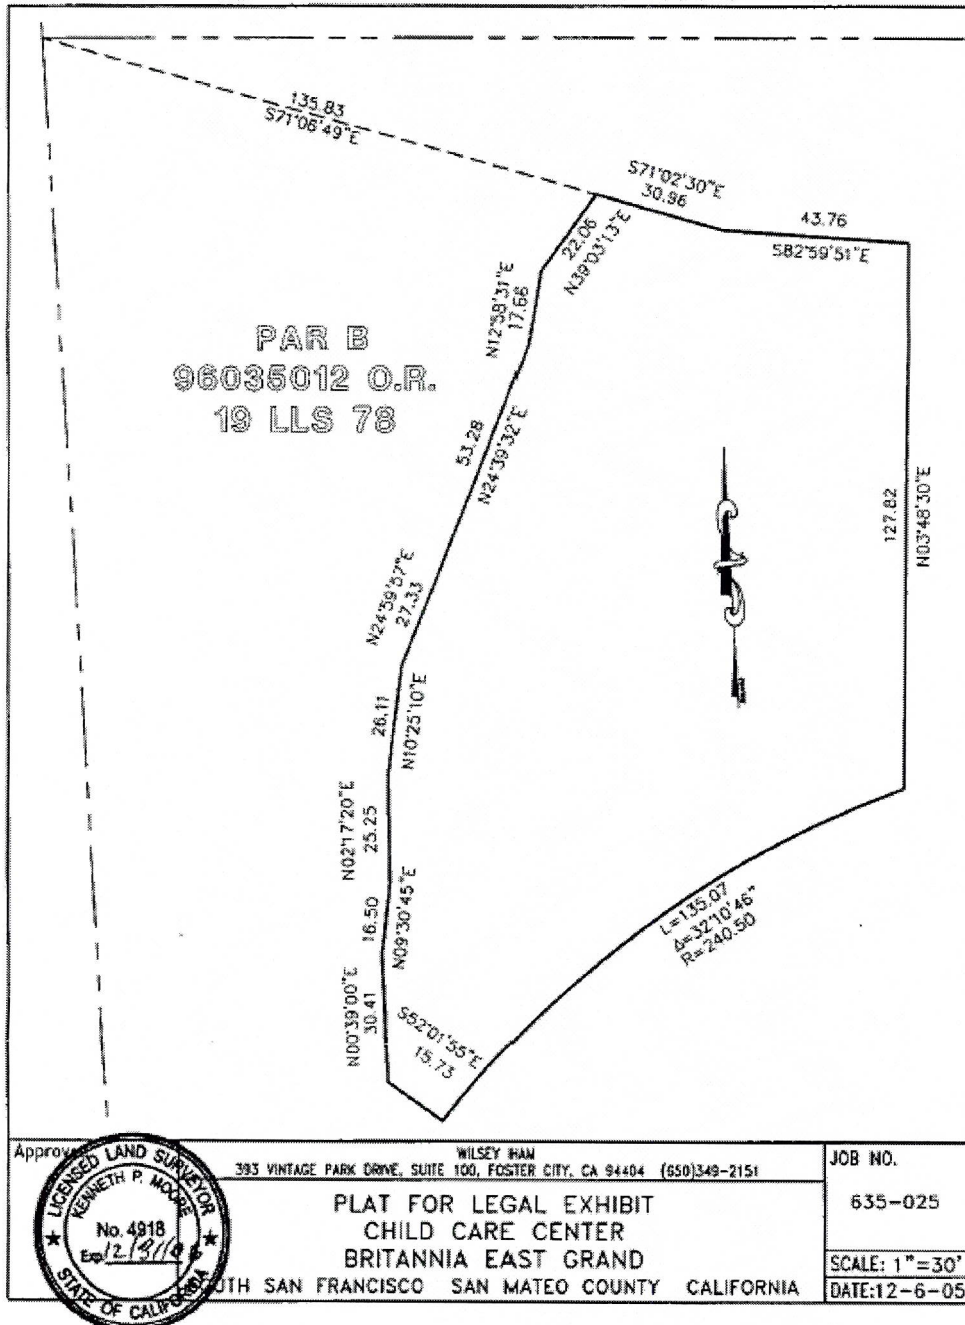 135.83
S71°06'49"E
S71°02'30"E
30.96
43.76
S82°59'51"E
22.06
N39°03'13"E
N12°58'31"E
17.66
PAR B
96035012 O.R.
19 LLS 78
53.28
N24°39'32"E
127.82
N03°48'30"E
N24°59'57"E
27.33
26.11
N10°25'10"E
N02°17'20"E
25.25
16.50
N09°30'45"E
N00°39'00"E
30.41
S52°01'55"E
15.73
L=135.07
Δ=32°10'46"
R=240.50
LICENSED LAND SURVEYOR
KENNETH P. MOORE
No. 4918
Exp
STATE OF CALIFORNIA
WILSEY HAM
393 VINTAGE PARK DRIVE, SUITE 100, FOSTER CITY, CA 94404 (650)349-2151
PLAT FOR LEGAL EXHIBIT
CHILD CARE CENTER
BRITANNIA EAST GRAND
SAN FRANCISCO SAN MATEO COUNTY CALIFORNIA
JOB NO.
635-025
SCALE: 1"=30'
DATE:12-6-05